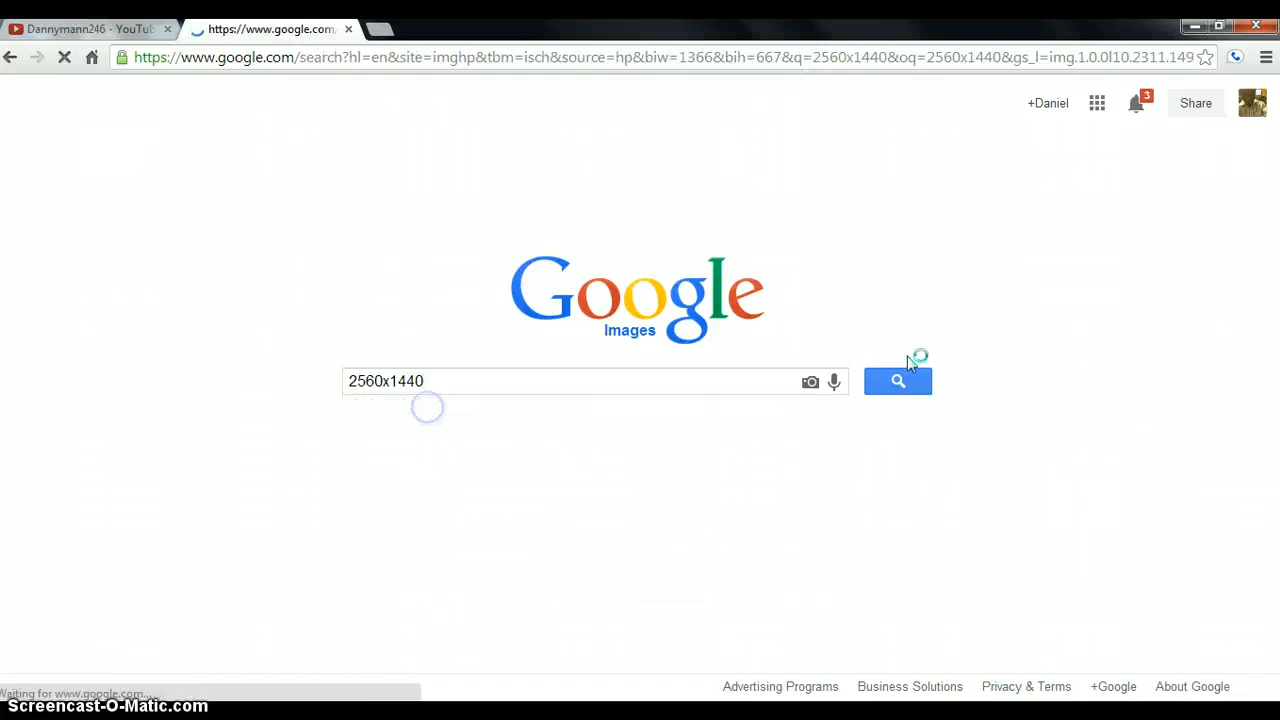 Dannymann246 - YouTub
https://www.google.com/
https://www.google.com/search?hl=en&site=imghp&tbm=isch&source=hp&biw=1366&bih=667&q=2560x1440&oq=2560x1440&gs_l=img.1.0.0l10.2311.149
+Daniel
3
Share
Google
Images
2560x1440
Waiting for www.google.com...
Advertising Programs
Business Solutions
Privacy & Terms
+Google
About Google
Screencast-O-Matic.com